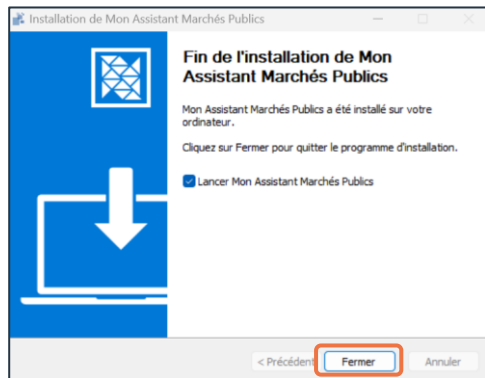 Installation de Mon Assistant Marchés Publics
Fin de l'installation de Mon
Assistant Marchés Publics
Mon Assistant Marchés Publics a été installé sur votre
ordinateur.
Cliquez sur Fermer pour quitter le programme d'installation.
Lancer Mon Assistant Marchés Publics
< Précédent
Fermer
Annuler